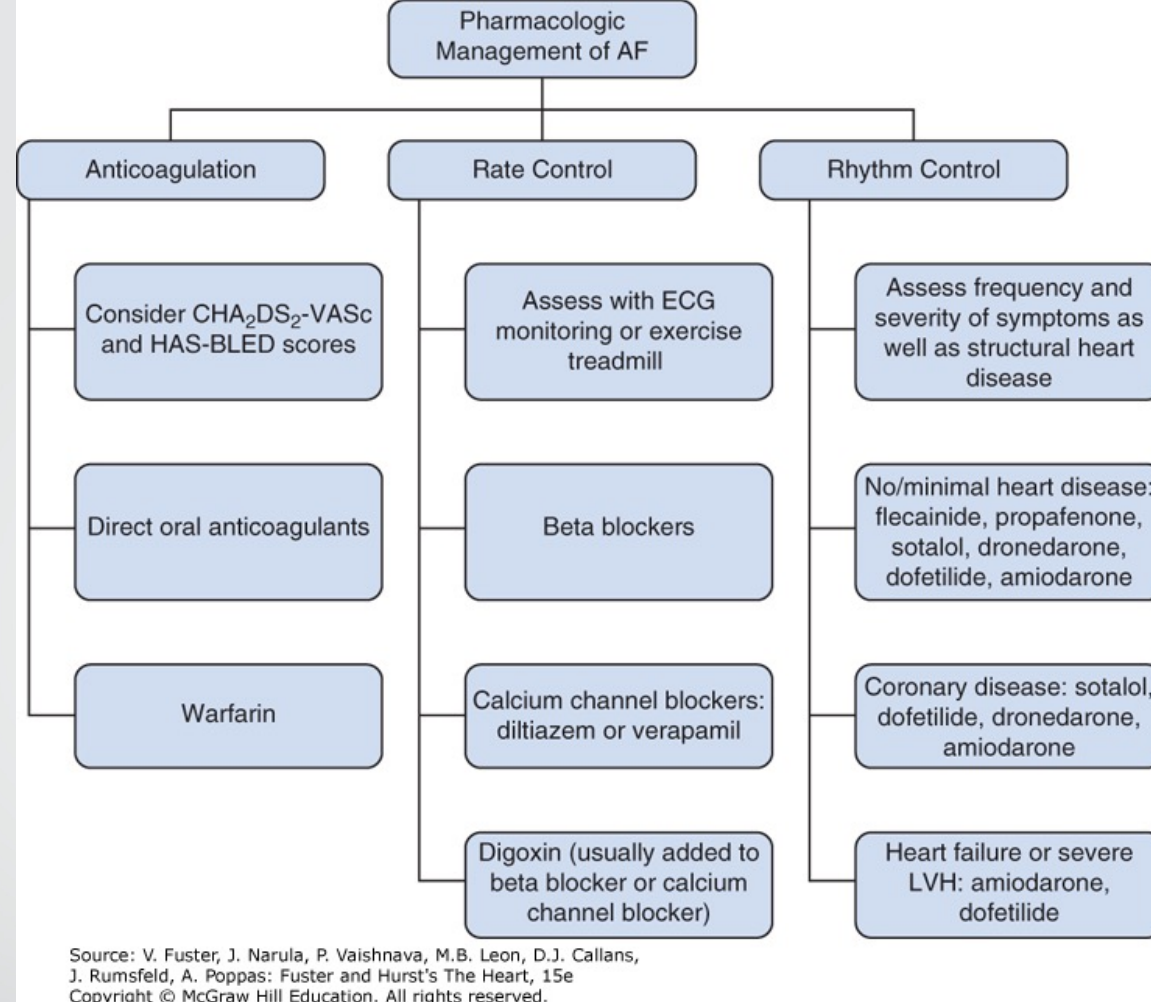 Pharmacologic
Management of AF
Anticoagulation
Consider CHA₂DS₂-VASc
and HAS-BLED scores
Direct oral anticoagulants
Warfarin
Rate Control
Assess with ECG
monitoring or exercise
treadmill
Beta blockers
Calcium channel blockers:
diltiazem or verapamil
Digoxin (usually added to
beta blocker or calcium
channel blocker)
Rhythm Control
Assess frequency and
severity of symptoms as
well as structural heart
disease
No/minimal heart disease:
flecainide, propafenone,
sotalol, dronedarone,
dofetilide, amiodarone
Coronary disease: sotalol,
dofetilide, dronedarone,
amiodarone
Heart failure or severe
LVH: amiodarone,
dofetilide
Source: V. Fuster, J. Narula, P. Vaishnava, M.B. Leon, D.J. Callans,
J. Rumsfeld, A. Poppas: Fuster and Hurst's The Heart, 15e
Copyright © McGraw Hill Education. All rights reserved.